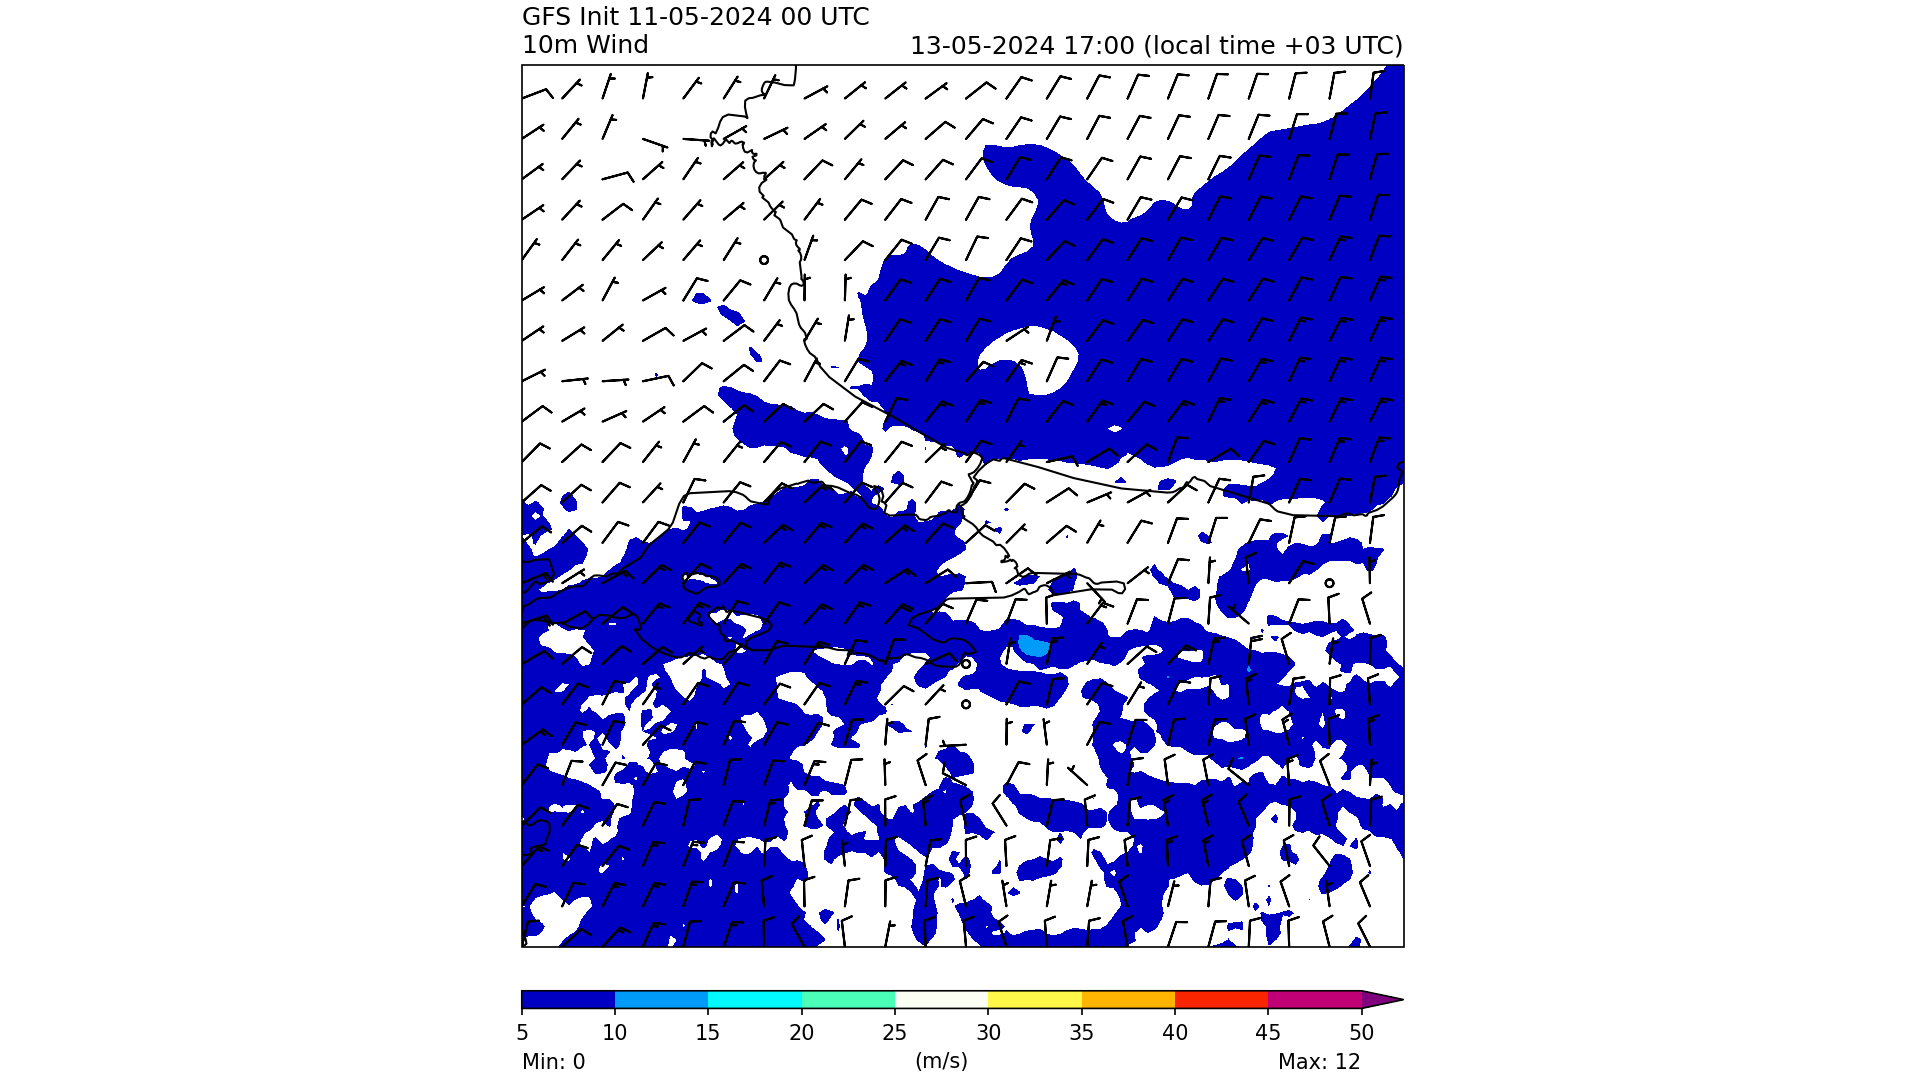 GFS Init 11-05-2024 00 UTC
10m Wind
13-05-2024 17:00 (local time +03 UTC)
5 10 15 20 25 30 35 40 45 50
Min: 0 (m/s) Max: 12